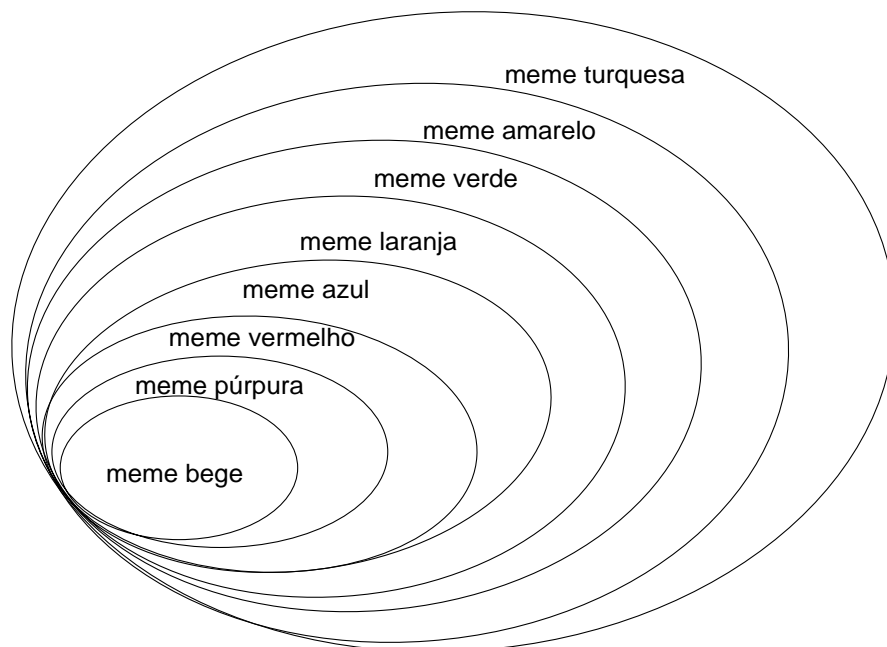 meme turquesa
meme amarelo
meme verde
meme laranja
meme azul
meme vermelho
meme púrpura
meme bege